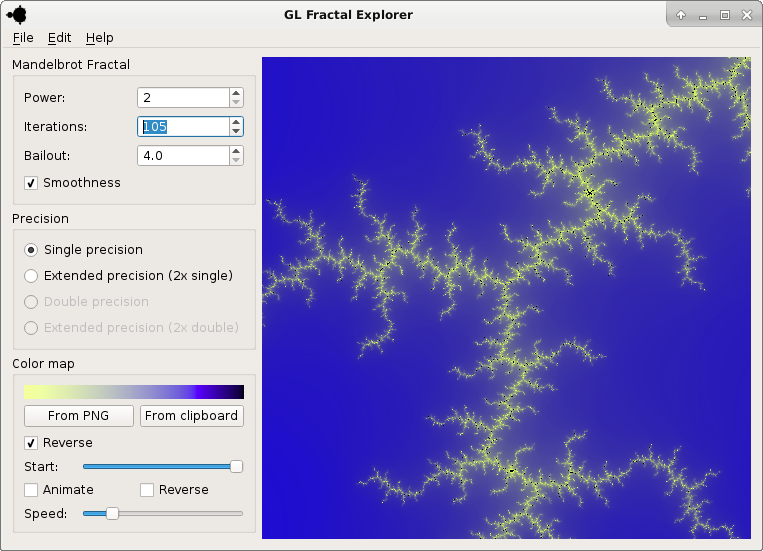 GL Fractal Explorer
File Edit Help
Mandelbrot Fractal
Power: 2
Iterations: 105
Bailout: 4.0
Smoothness
Precision
Single precision
Extended precision (2x single)
Double precision
Extended precision (2x double)
Color map
From PNG From clipboard
Reverse
Start:
Animate Reverse
Speed: